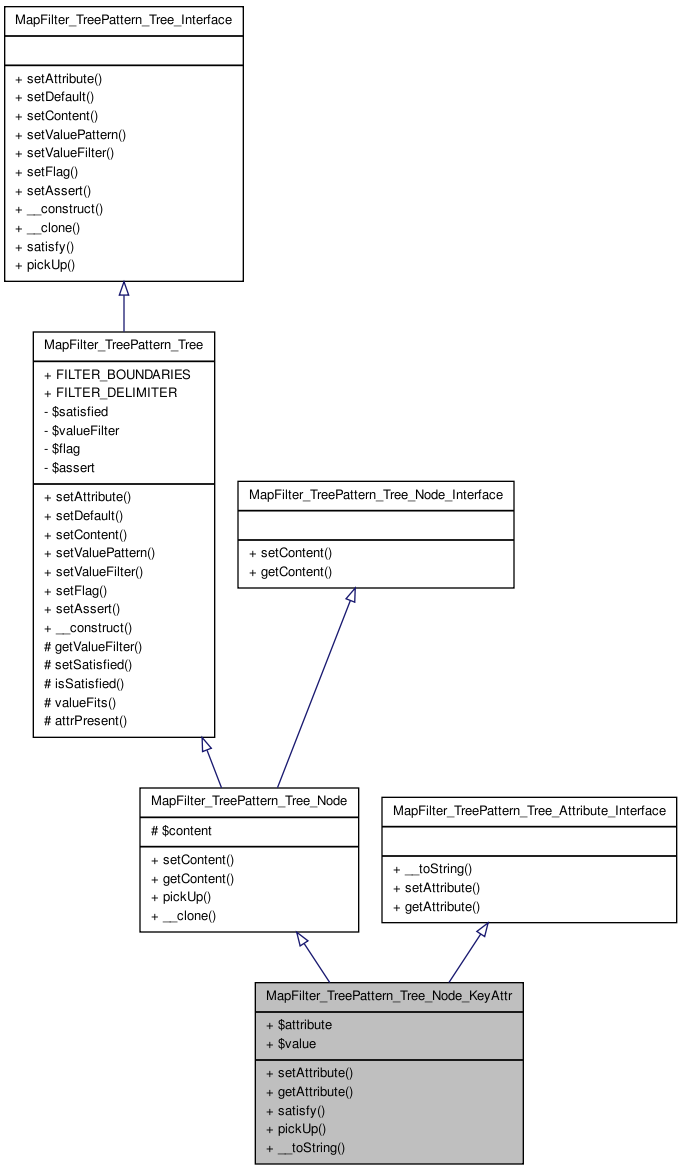 MapFilter_TreePattern_Tree_Interface
+ setAttribute()
+ setDefault()
+ setContent()
+ setValuePattern()
+ setValueFilter()
+ setFlag()
+ setAssert()
+ __construct()
+ __clone()
+ satisfy()
+ pickUp()
MapFilter_TreePattern_Tree
+ FILTER_BOUNDARIES
+ FILTER_DELIMITER
- $satisfied
- $valueFilter
- $flag
- $assert
+ setAttribute()
+ setDefault()
+ setContent()
+ setValuePattern()
+ setValueFilter()
+ setFlag()
+ setAssert()
+ __construct()
# getValueFilter()
# setSatisfied()
# isSatisfied()
# valueFits()
# attrPresent()
MapFilter_TreePattern_Tree_Node_Interface
+ setContent()
+ getContent()
MapFilter_TreePattern_Tree_Node
# $content
+ setContent()
+ getContent()
+ pickUp()
+ __clone()
MapFilter_TreePattern_Tree_Attribute_Interface
+ __toString()
+ setAttribute()
+ getAttribute()
MapFilter_TreePattern_Tree_Node_KeyAttr
+ $attribute
+ $value
+ setAttribute()
+ getAttribute()
+ satisfy()
+ pickUp()
+ __toString()